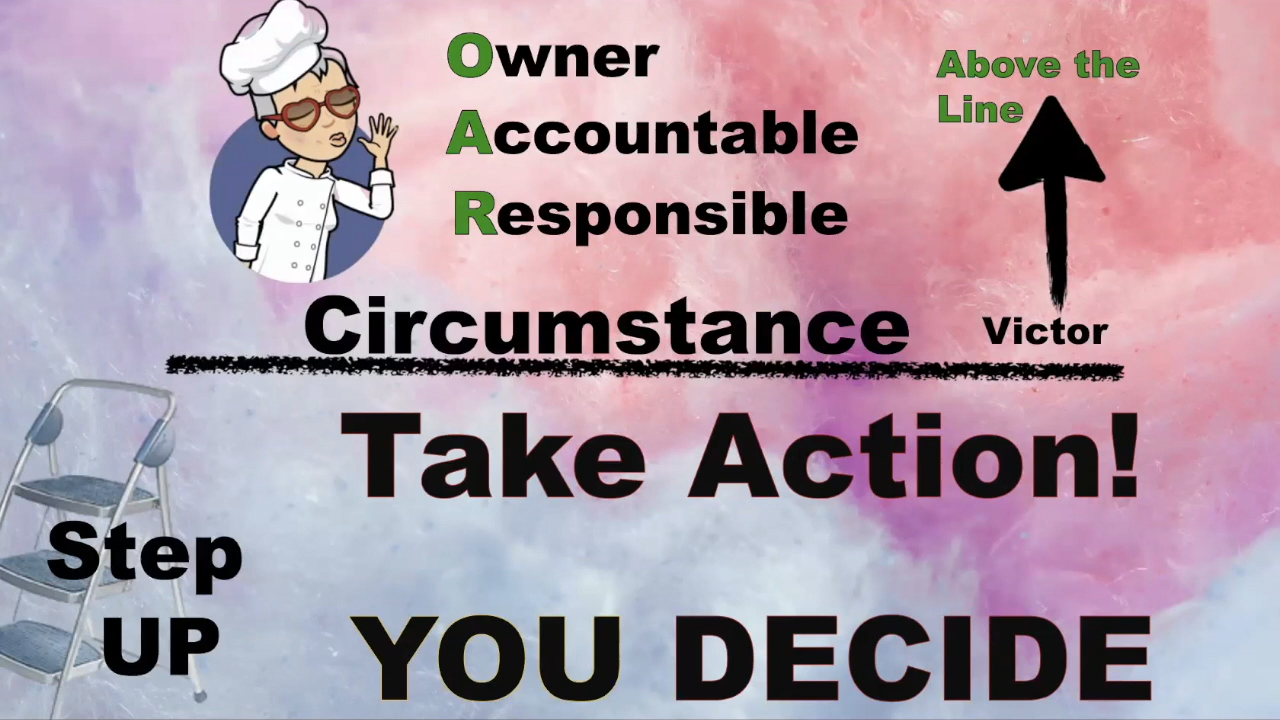 Owner
Accountable
Responsible
Above the
Line
Circumstance
Victor
Take Action!
Step
UP
YOU DECIDE